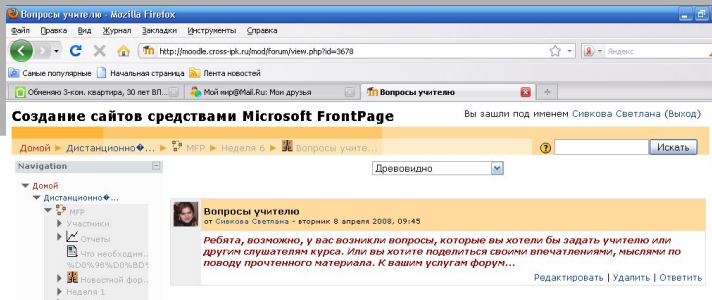 Вопросы учителю - Mozilla Firefox
Файл Правка Вид Журнал Закладки Инструменты Справка
http://moodle.cross-ipk.ru/mod/forum/view.php?id=3678
Яндекс
Самые популярные Начальная страница Лента новостей
Обменяю 3-кон. квартира, 30 лет ВЛ... Мой мир@Mail.Ru: Мои друзья Вопросы учителю
Создание сайтов средствами Microsoft FrontPage
Вы зашли под именем Сивкова Светлана (Выход)
Домой ► Дистанционно�... ► MFP ► Неделя 6 ► Вопросы учите...
Искать
Navigation
Древовидно
Домой
Дистанционно�...
MFP
Участники
Отчеты
Что необходим...
%D0%98%D0%BD%
Новостной фор...
Неделя 1
Вопросы учителю
от Сивкова Светлана - вторник 8 апреля 2008, 09:45
Ребята, возможно, у вас возникли вопросы, которые вы хотели бы задать учителю или
другим слушателям курса. Или вы хотите поделиться своими впечатлениями, мыслями по
поводу прочтенного материала. К вашим услугам форум...
Редактировать | Удалить | Ответить